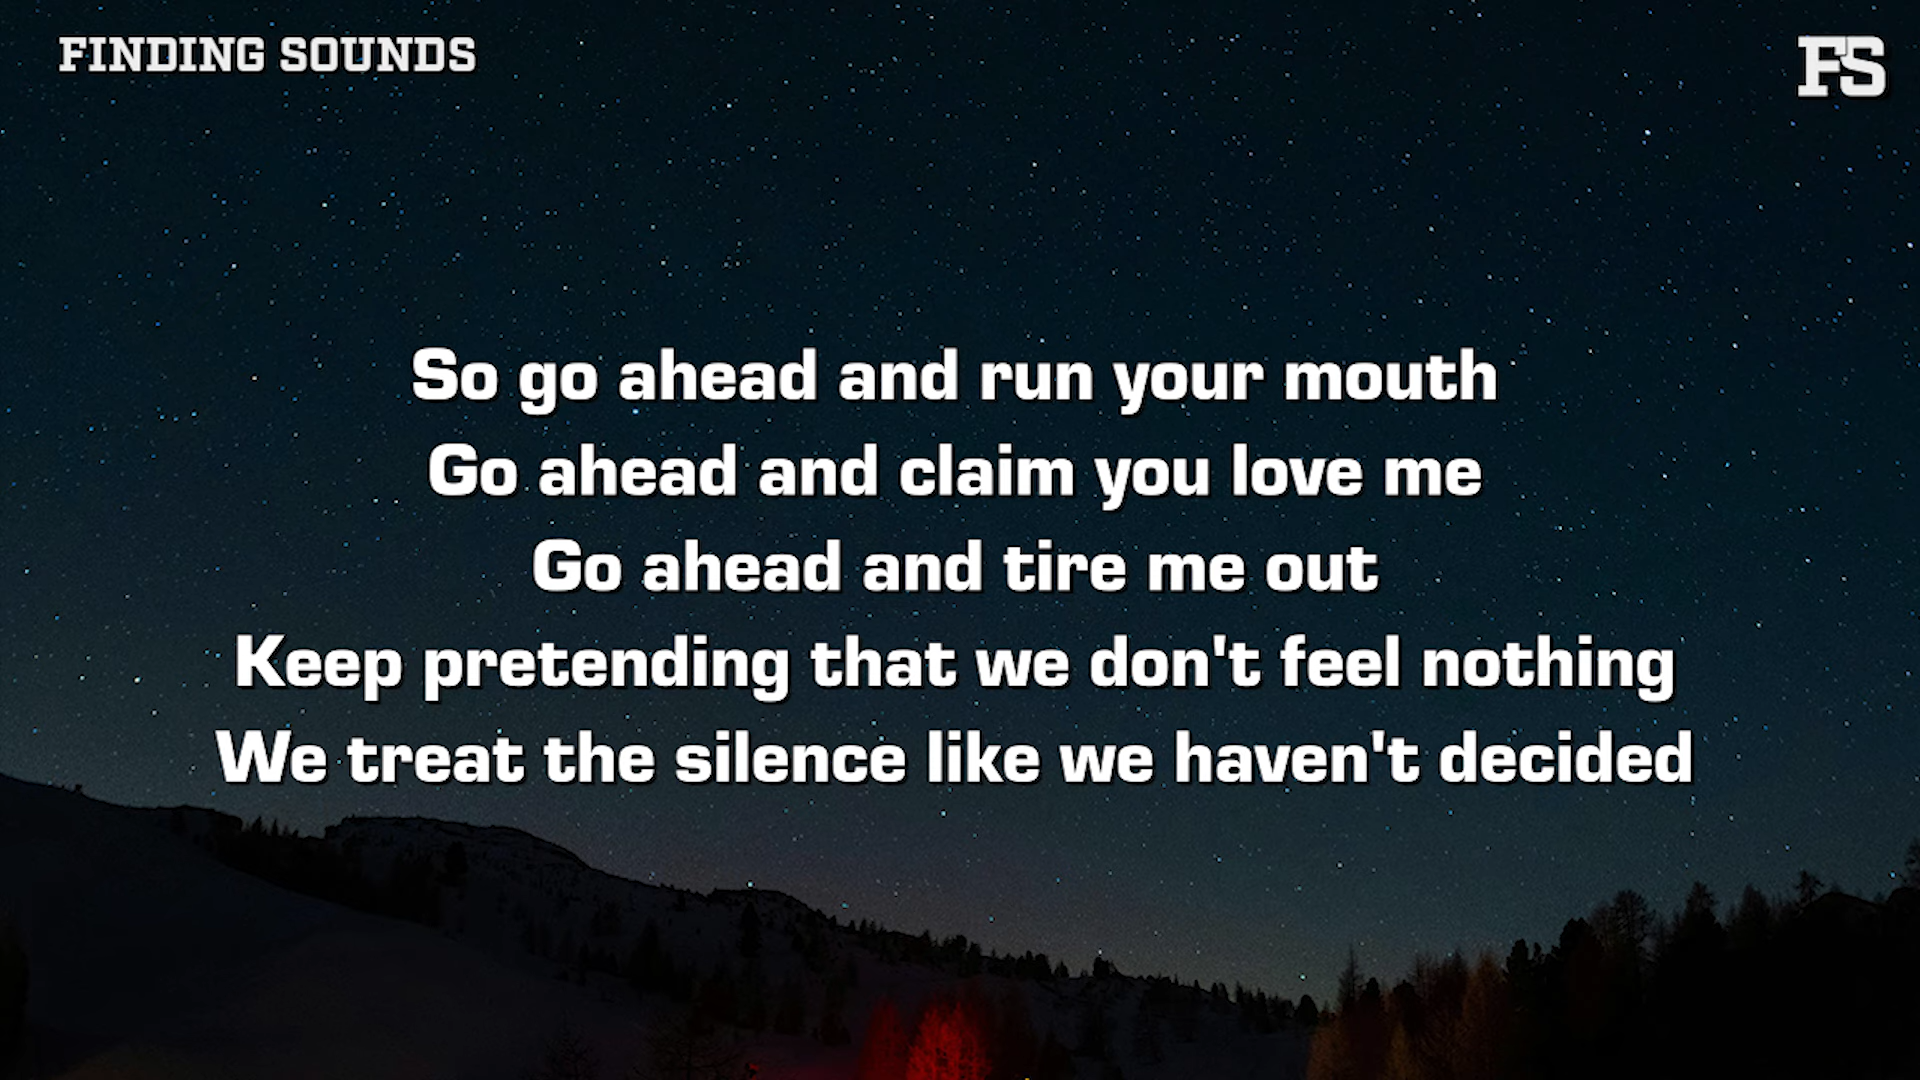 FINDING SOUNDS
FS
So go ahead and run your mouth
Go ahead and claim you love me
Go ahead and tire me out
Keep pretending that we don't feel nothing
We treat the silence like we haven't decided